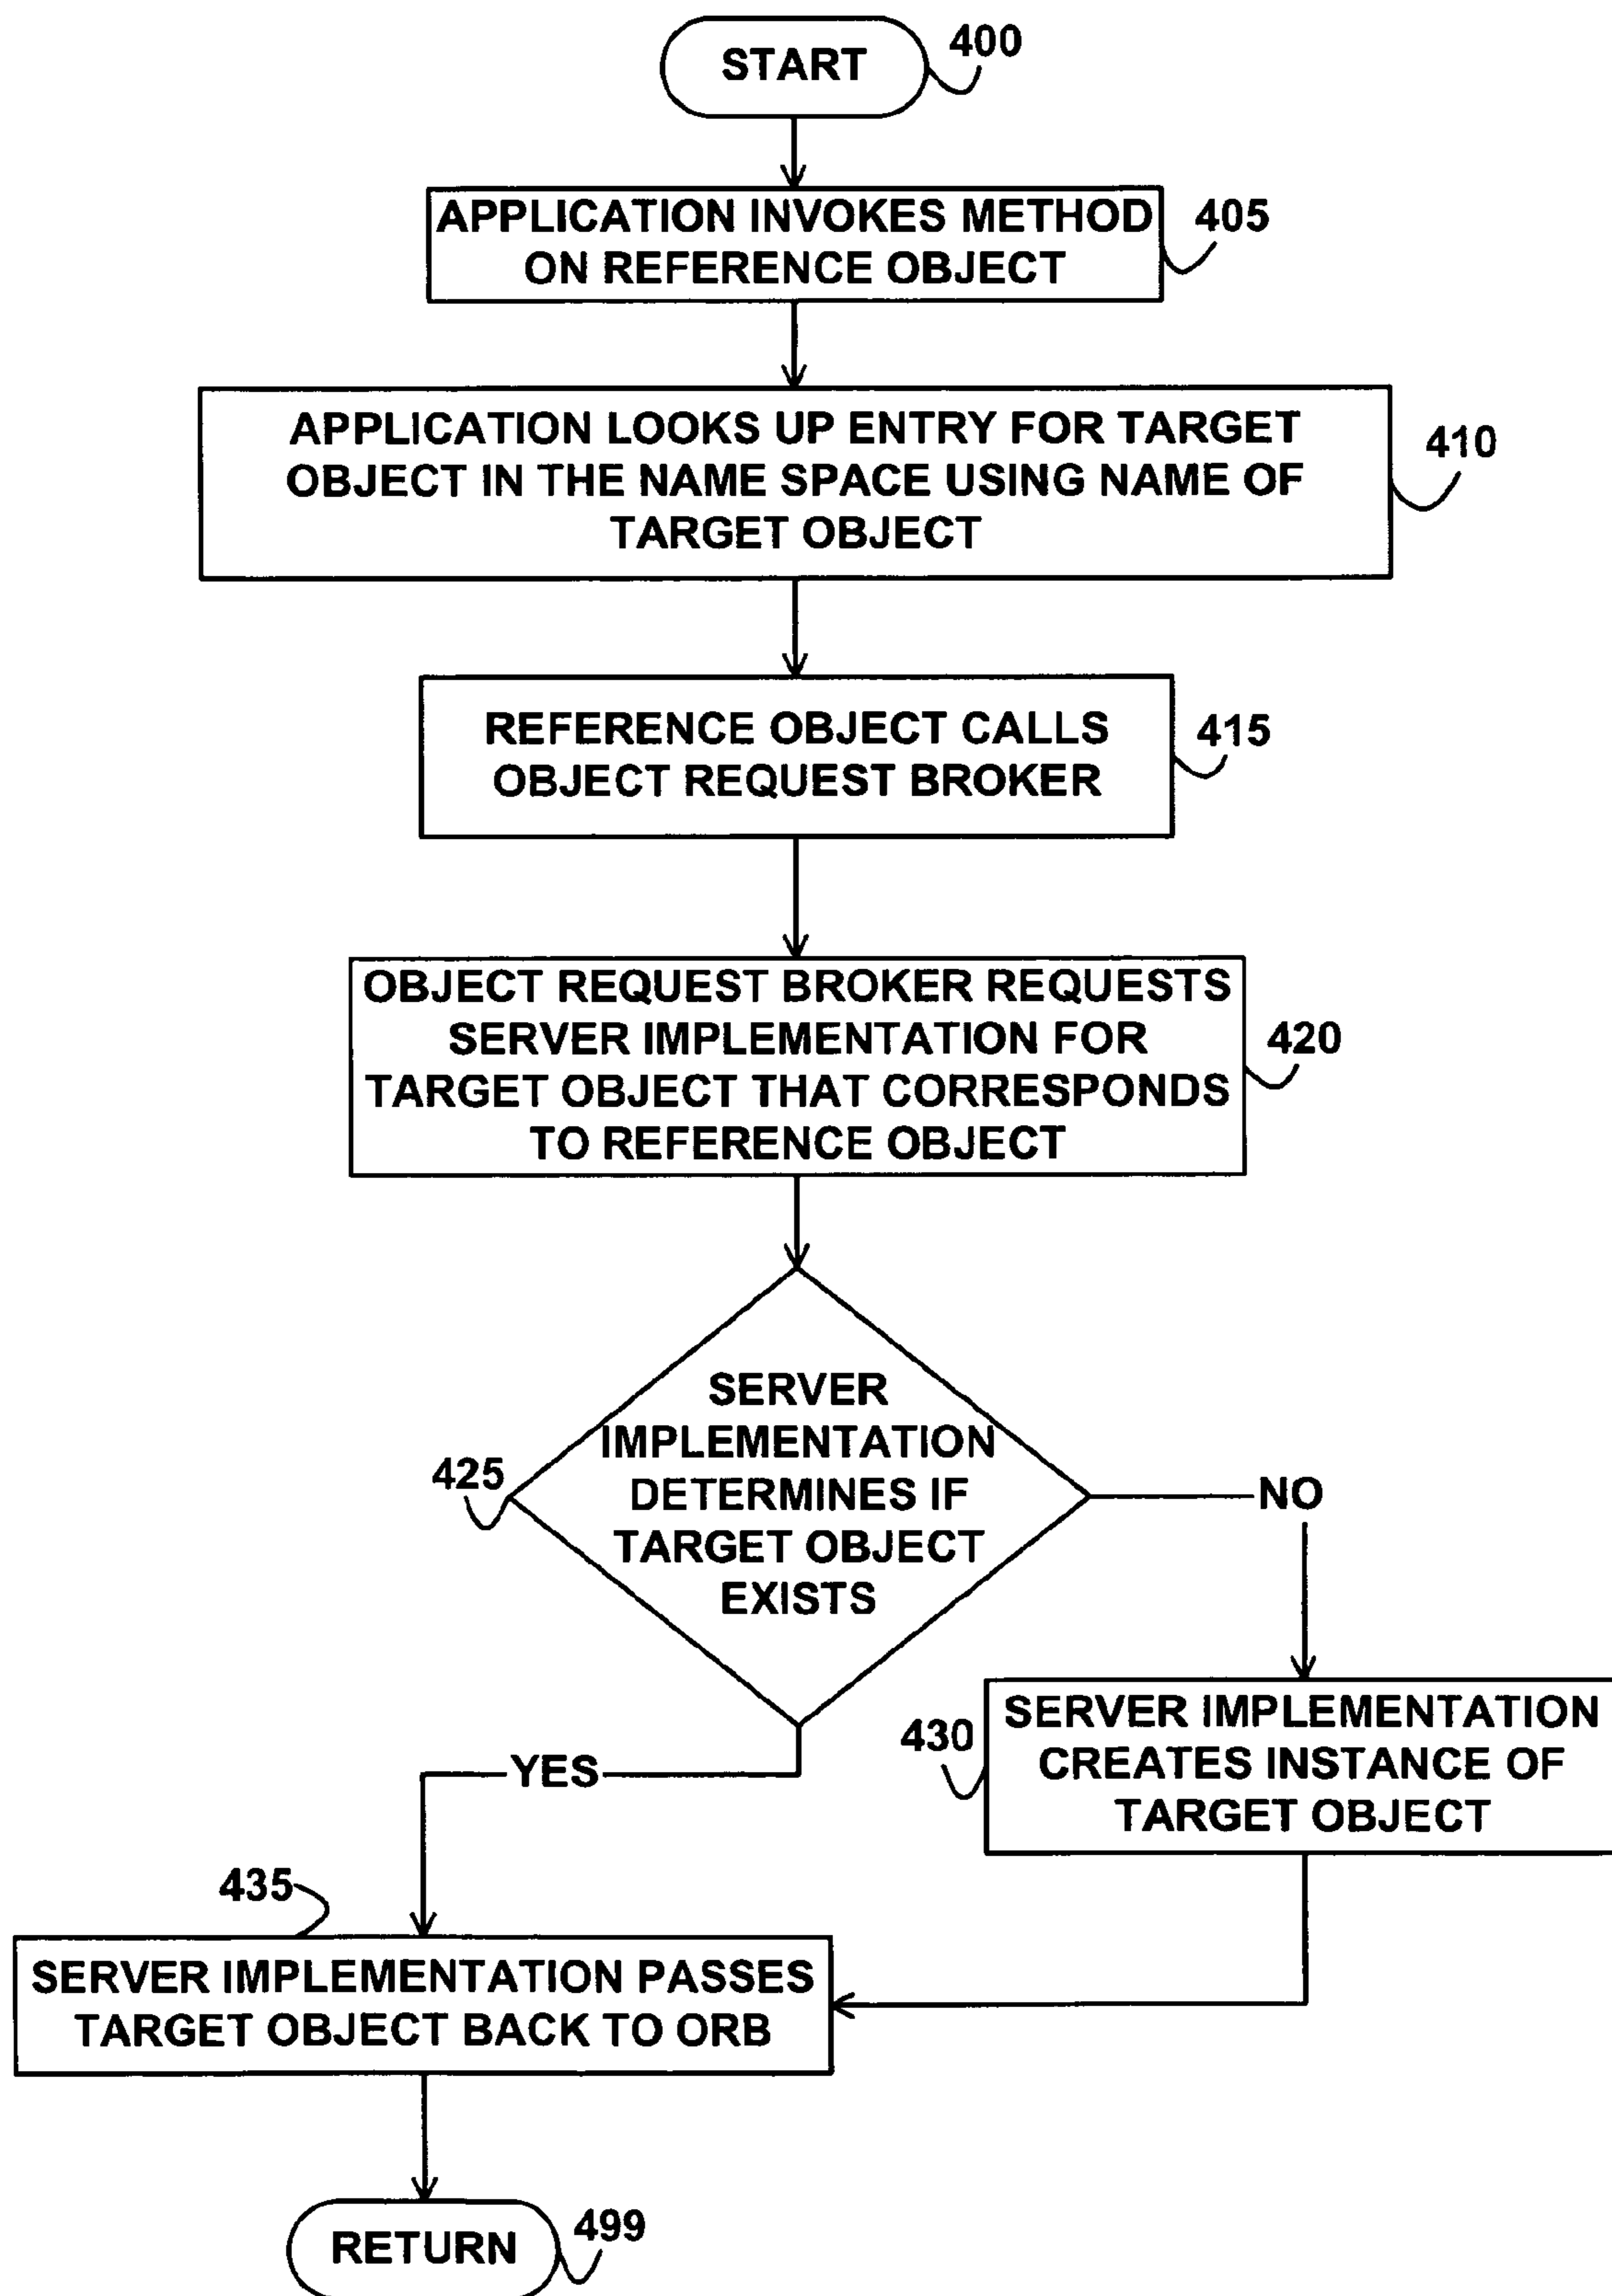 START
400
APPLICATION INVOKES METHOD
ON REFERENCE OBJECT
405
APPLICATION LOOKS UP ENTRY FOR TARGET
OBJECT IN THE NAME SPACE USING NAME OF
TARGET OBJECT
410
REFERENCE OBJECT CALLS
OBJECT REQUEST BROKER
415
OBJECT REQUEST BROKER REQUESTS
SERVER IMPLEMENTATION FOR
TARGET OBJECT THAT CORRESPONDS
TO REFERENCE OBJECT
420
SERVER
IMPLEMENTATION
DETERMINES IF
TARGET OBJECT
EXISTS
425
NO
YES
SERVER IMPLEMENTATION
CREATES INSTANCE OF
TARGET OBJECT
430
435
SERVER IMPLEMENTATION PASSES
TARGET OBJECT BACK TO ORB
RETURN
499